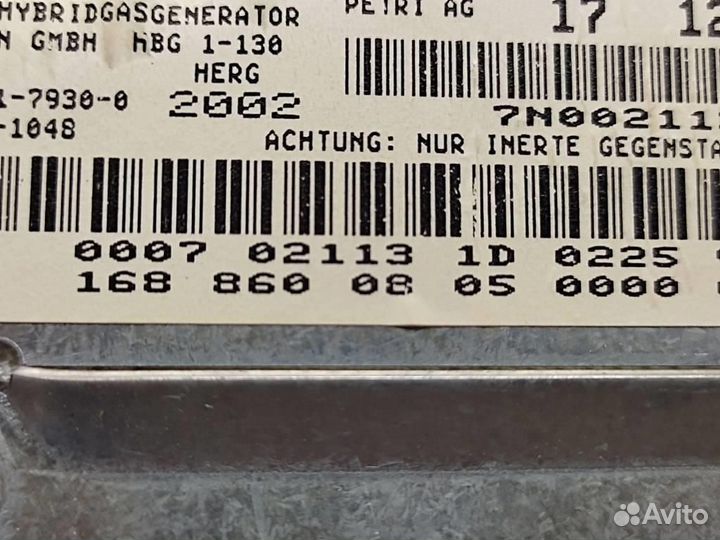 HYBRIDGASGENERATOR
PETRI AG
17
GMBH HBG 1-130
HERG
-7930-0
2002
7N00211
-1048
ACHTUNG: NUR INERTE GEGENSTA
0007 02113 1D 0225
168 860 08 05 0000
Avito